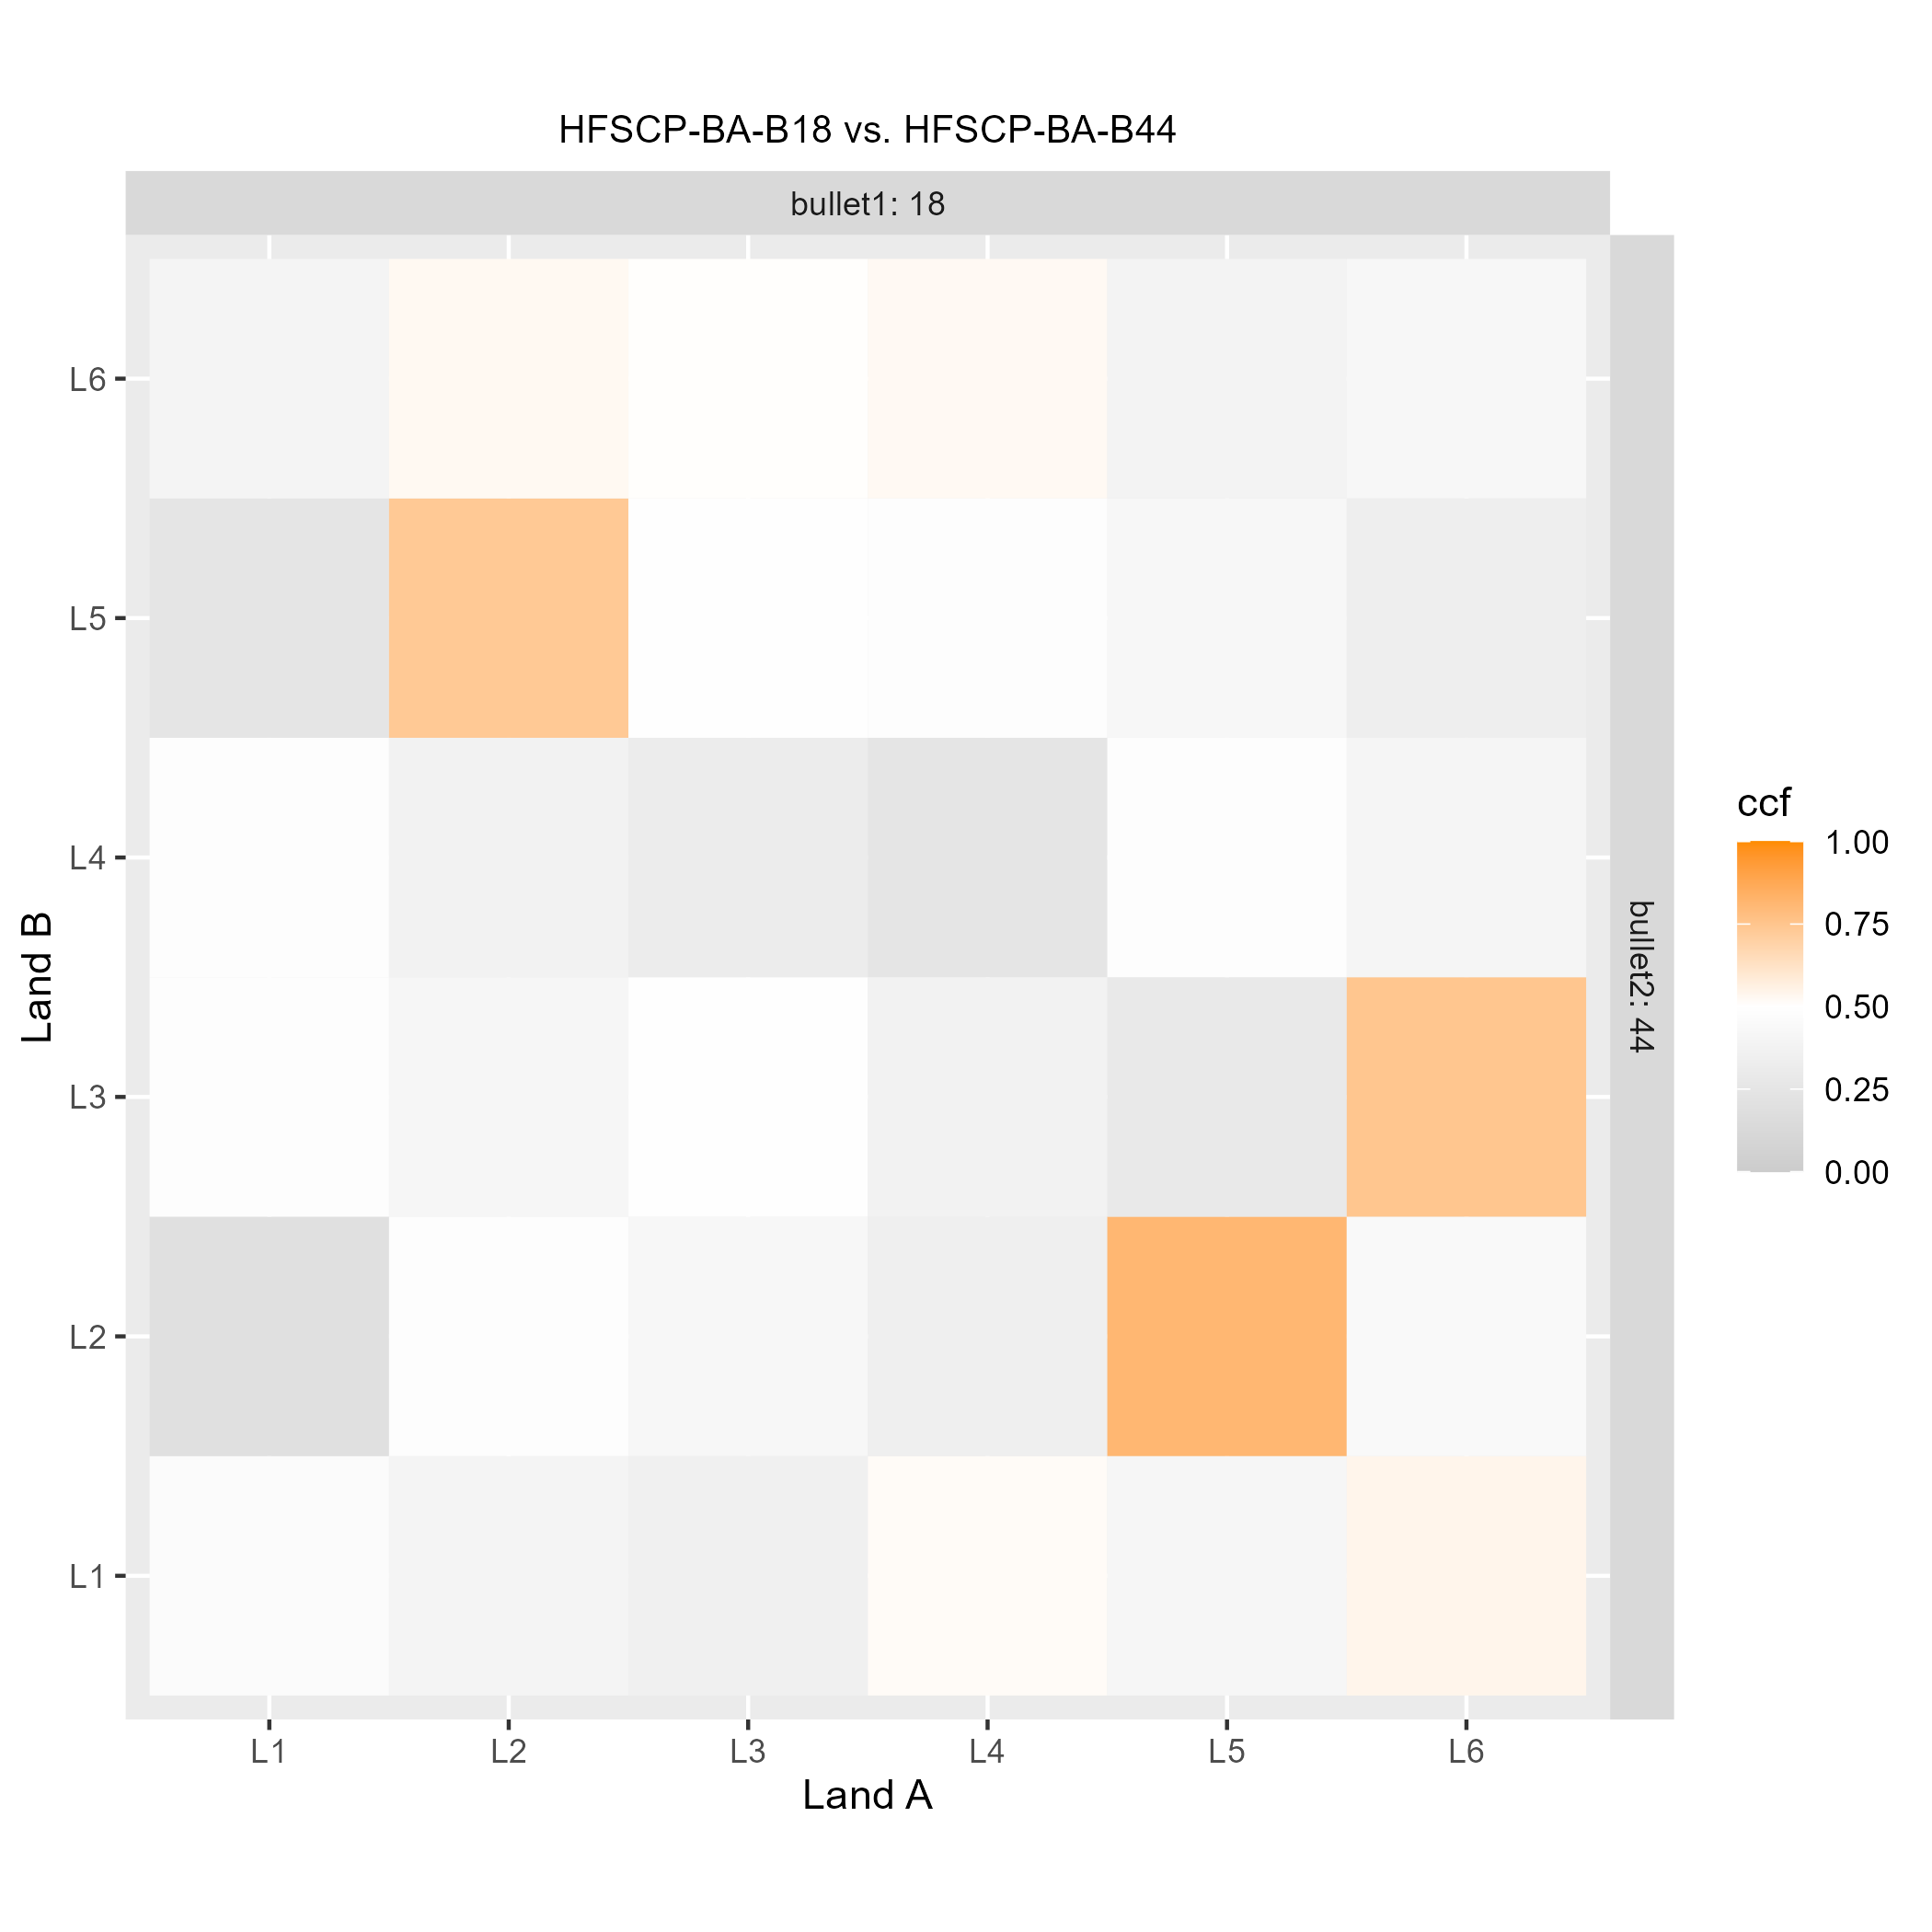 HFSCP-BA-B18 vs. HFSCP-BA-B44
bullet1: 18
L6
L5
L4
L3
L2
L1
Land B
L1 L2 L3 L4 L5 L6
Land A
bullet2: 44
ccf
1.00
0.75
0.50
0.25
0.00